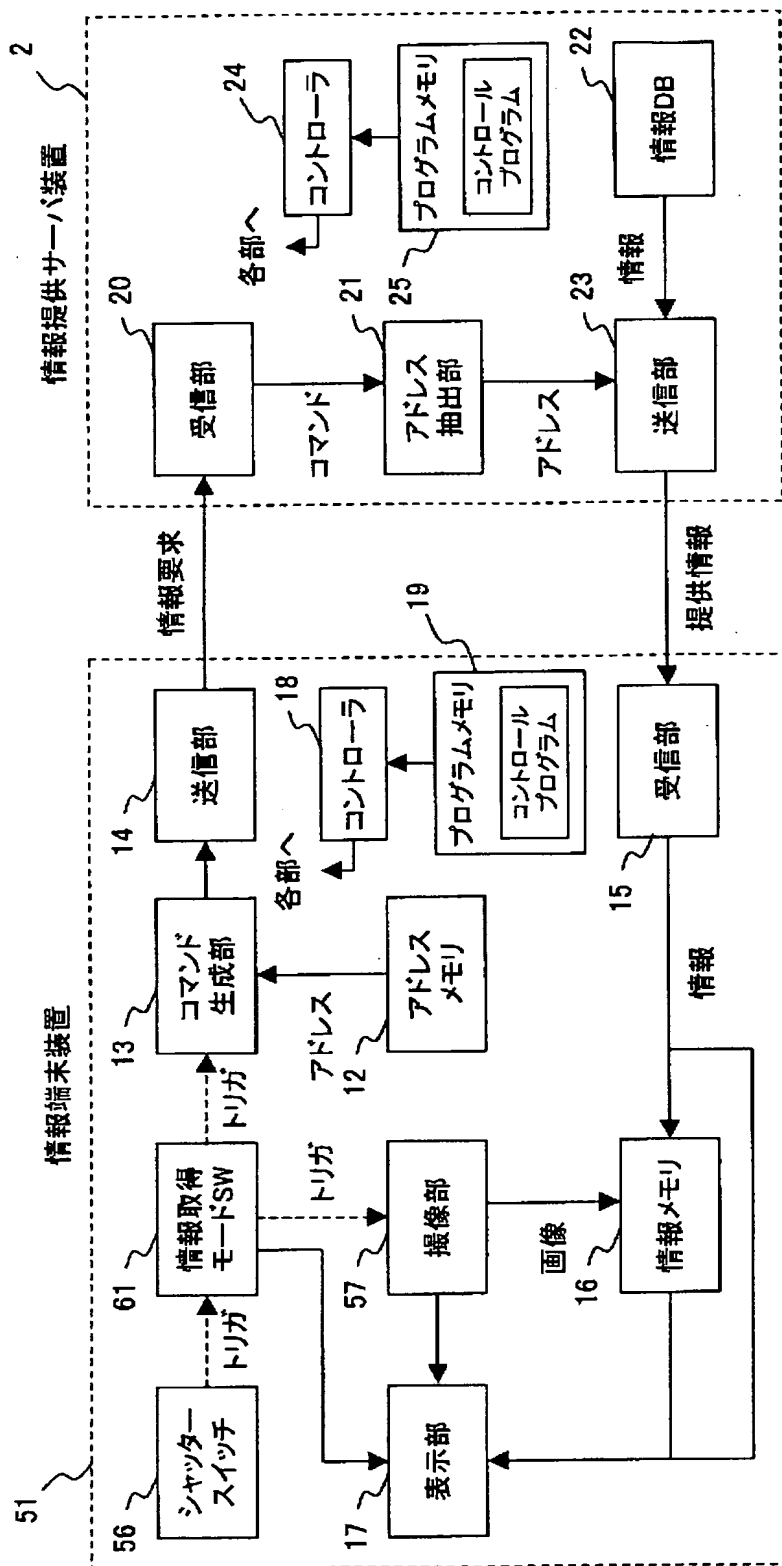 情報端末装置
51
シャッター
スイッチ
56
トリガ
情報取得
モードSW
61
トリガ
コマンド
生成部
13
送信部
14
情報要求
トリガ
アドレス
アドレス
メモリ
12
各部へ
コントローラ
18
プログラムメモリ
コントロール
プログラム
19
表示部
17
撮像部
57
画像
情報メモリ
16
情報
受信部
15
提供情報
情報提供サーバ装置
2
受信部
20
コマンド
アドレス
抽出部
21
アドレス
送信部
23
各部へ
コントローラ
24
プログラムメモリ
コントロール
プログラム
25
情報
情報DB
22